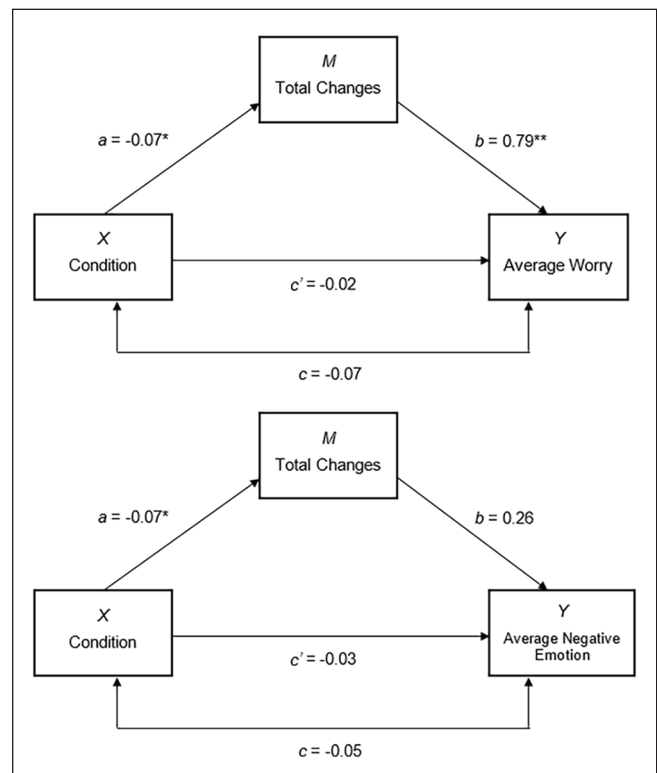 M
Total Changes
a = -0.07*
b = 0.79**
X
Condition
Y
Average Worry
c’ = -0.02
c = -0.07
M
Total Changes
a = -0.07*
b = 0.26
X
Condition
Y
Average Negative
Emotion
c’ = -0.03
c = -0.05